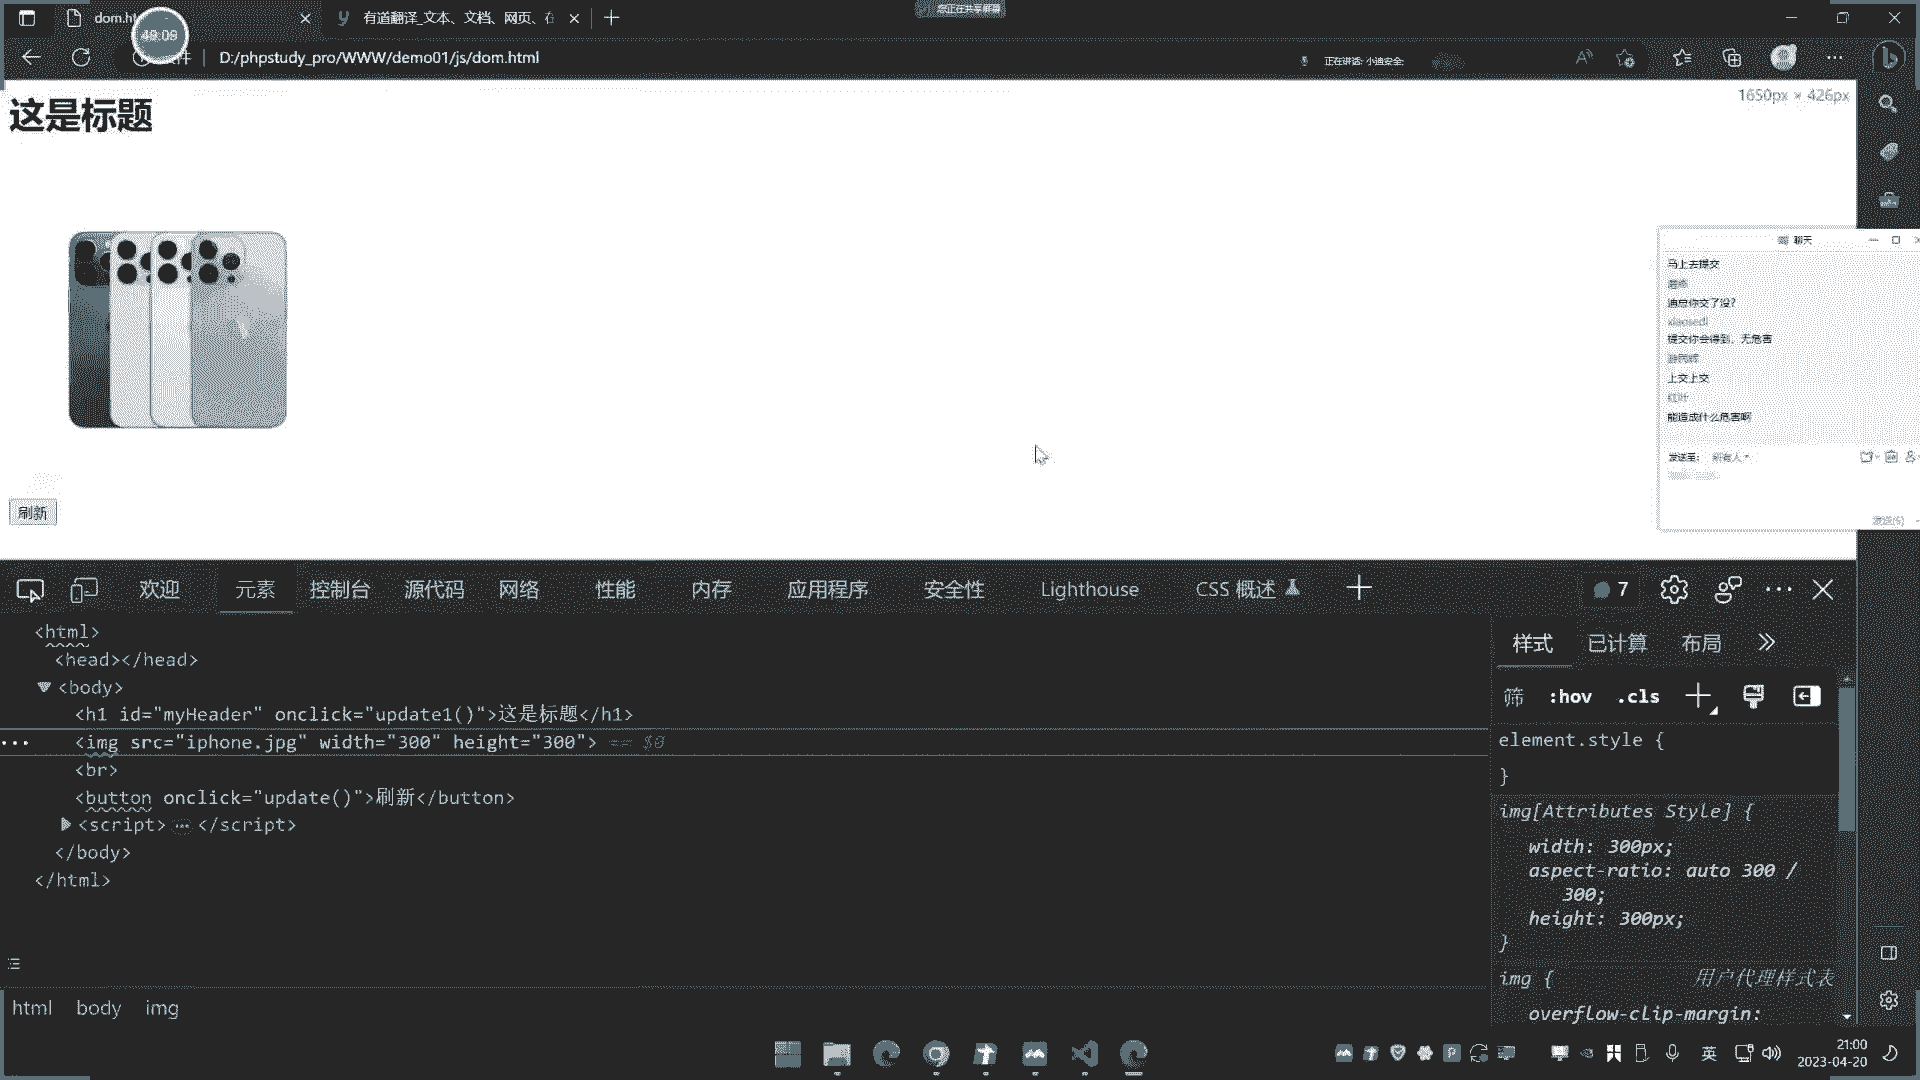 dom.ht
49:09
有道翻译_文本、文档、网页、在
您正在共享屏幕
D:/phpstudy_pro/WWW/demo01/js/dom.html
正在讲话: 小迪安全:
这是标题
1650px × 426px
聊天
马上去提交
迪总你交了没?
xiaosedi
提交你会得到，无危害
上交上交
红叶
能造成什么危害啊
发送至:
所有人
发送(S)
刷新
欢迎
元素
控制台
源代码
网络
性能
内存
应用程序
安全性
Lighthouse
CSS 概述
7
<html>
<head></head>
<body>
<h1 id="myHeader" onclick="update1()">这是标题</h1>
<img src="iphone.jpg" width="300" height="300"> == $0
<br>
<button onclick="update()">刷新</button>
<script> … </script>
</body>
</html>
html body img
样式
已计算
布局
筛
:hov
.cls
element.style {
}
img[Attributes Style] {
width: 300px;
aspect-ratio: auto 300 /
300;
height: 300px;
}
img {
用户代理样式表
overflow-clip-margin:
英
21:00
2023-04-20